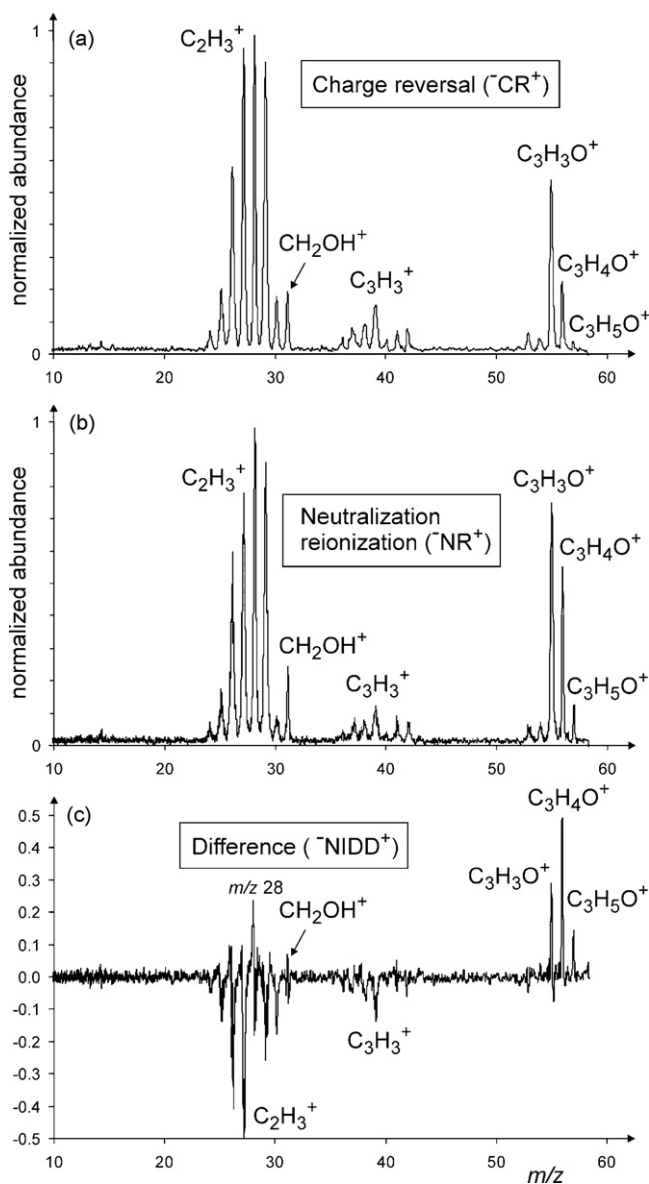 (a)
1
C₂H₃⁺
Charge reversal (⁻CR⁺)
C₃H₃O⁺
normalized abundance
CH₂OH⁺
C₃H₄O⁺
C₃H₃⁺
C₃H₅O⁺
0
10 20 30 40 50 60
(b)
1
C₂H₃⁺
C₃H₃O⁺
Neutralization
reionization (⁻NR⁺)
C₃H₄O⁺
normalized abundance
CH₂OH⁺
C₃H₃⁺
C₃H₅O⁺
0
10 20 30 40 50 60
(c)
0.5
C₃H₄O⁺
Difference (⁻NIDD⁺)
0.4
C₃H₃O⁺
0.3
m/z 28
CH₂OH⁺
C₃H₅O⁺
0.2
0.1
0.0
-0.1
C₃H₃⁺
-0.2
-0.3
-0.4
C₂H₃⁺
-0.5
10 20 30 40 50 60
m/z